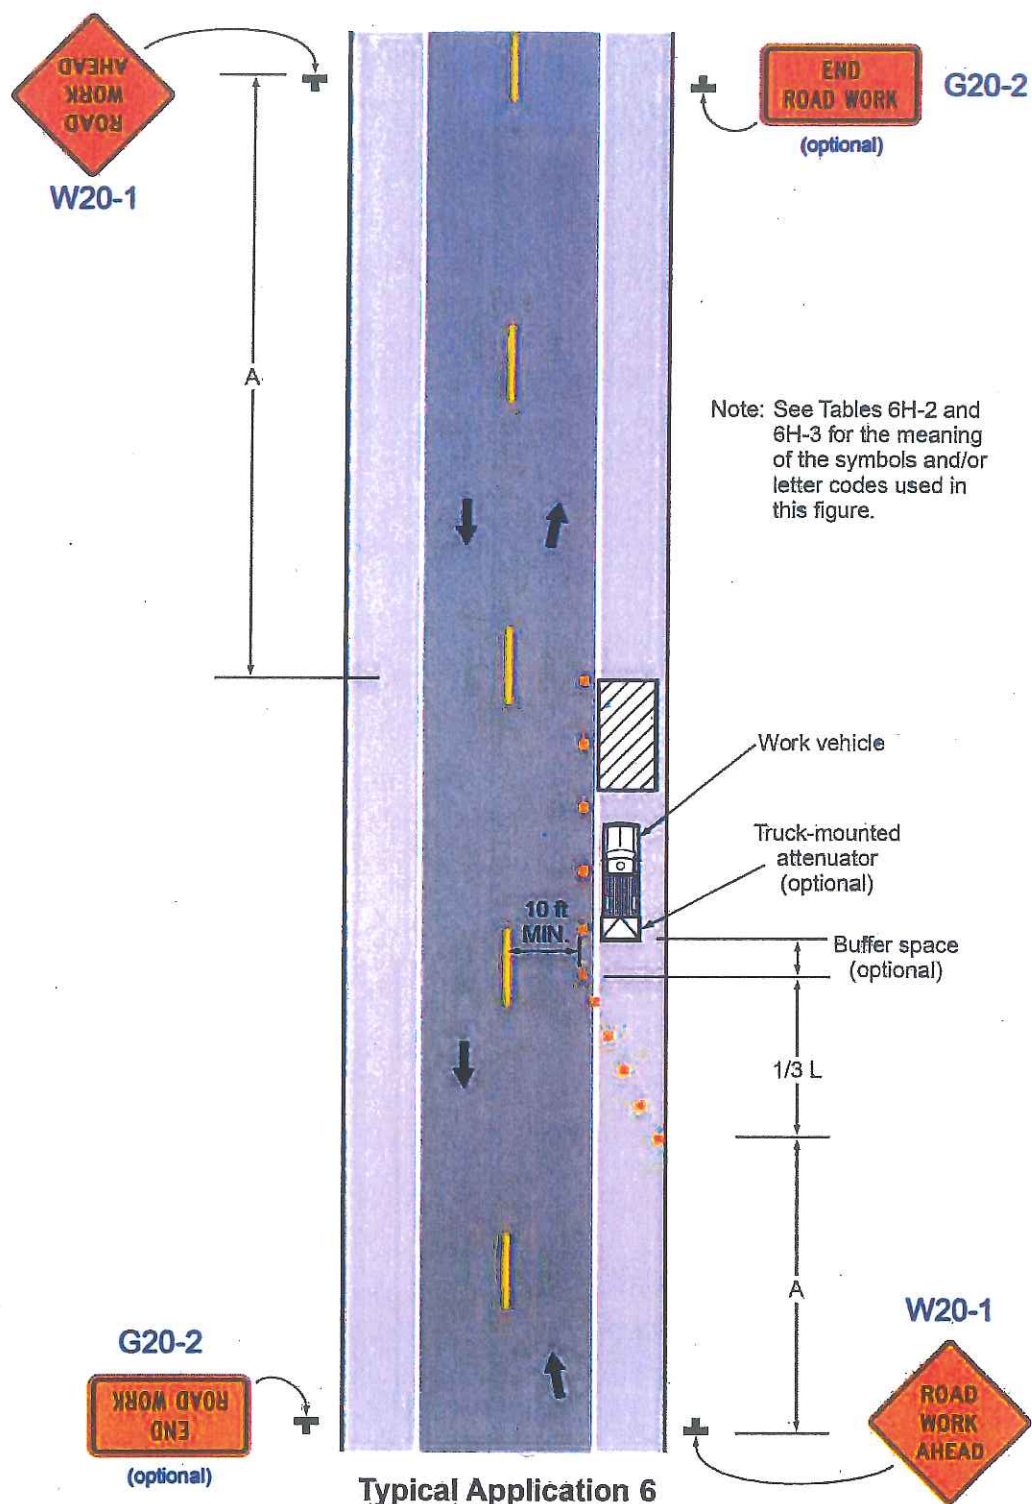 ROAD
WORK
AHEAD
W20-1
END
ROAD WORK
(optional)
G20-2
A
Note: See Tables 6H-2 and
6H-3 for the meaning
of the symbols and/or
letter codes used in
this figure.
Work vehicle
Truck-mounted
attenuator
(optional)
10 ft
MIN.
Buffer space
(optional)
1/3 L
A
W20-1
ROAD
WORK
AHEAD
G20-2
END
ROAD WORK
(optional)
Typical Application 6